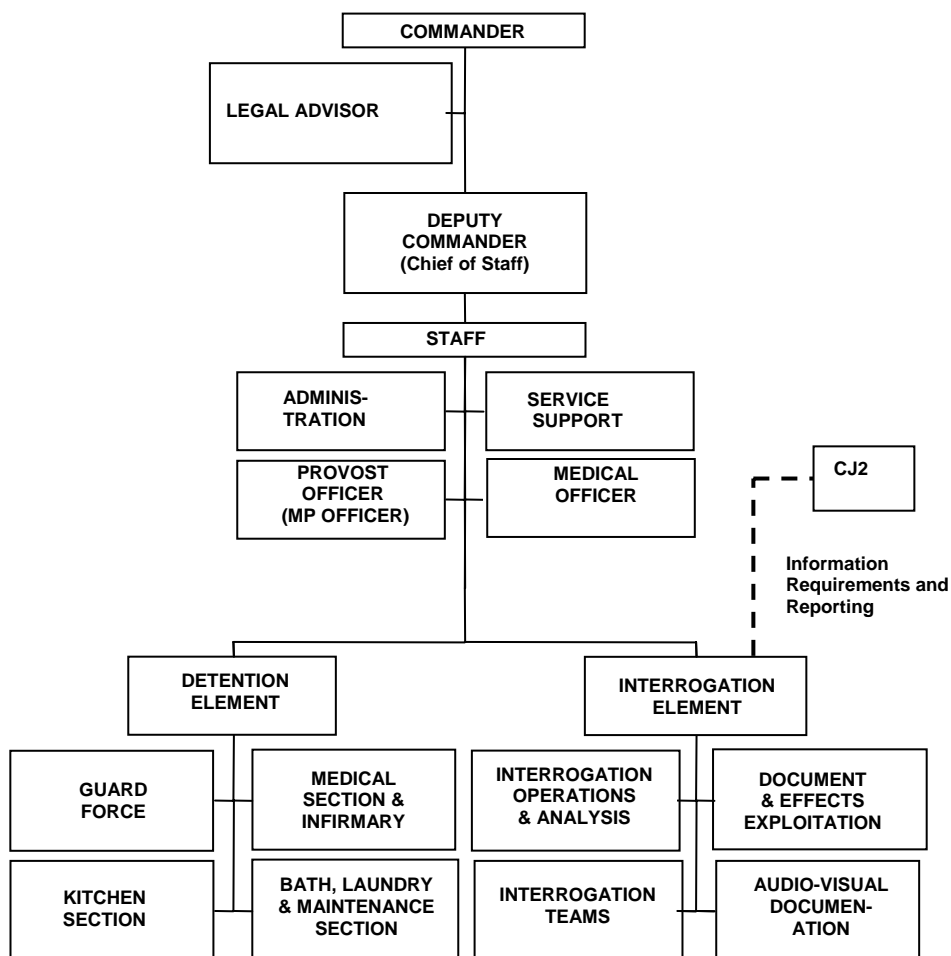 COMMANDER
LEGAL ADVISOR
DEPUTY
COMMANDER
(Chief of Staff)
STAFF
ADMINIS-
TRATION
SERVICE
SUPPORT
PROVOST
OFFICER
(MP OFFICER)
MEDICAL
OFFICER
CJ2
Information
Requirements and
Reporting
DETENTION
ELEMENT
INTERROGATION
ELEMENT
GUARD
FORCE
MEDICAL
SECTION &
INFIRMARY
INTERROGATION
OPERATIONS
& ANALYSIS
DOCUMENT
& EFFECTS
EXPLOITATION
KITCHEN
SECTION
BATH, LAUNDRY
& MAINTENANCE
SECTION
INTERROGATION
TEAMS
AUDIO-VISUAL
DOCUMEN-
ATION